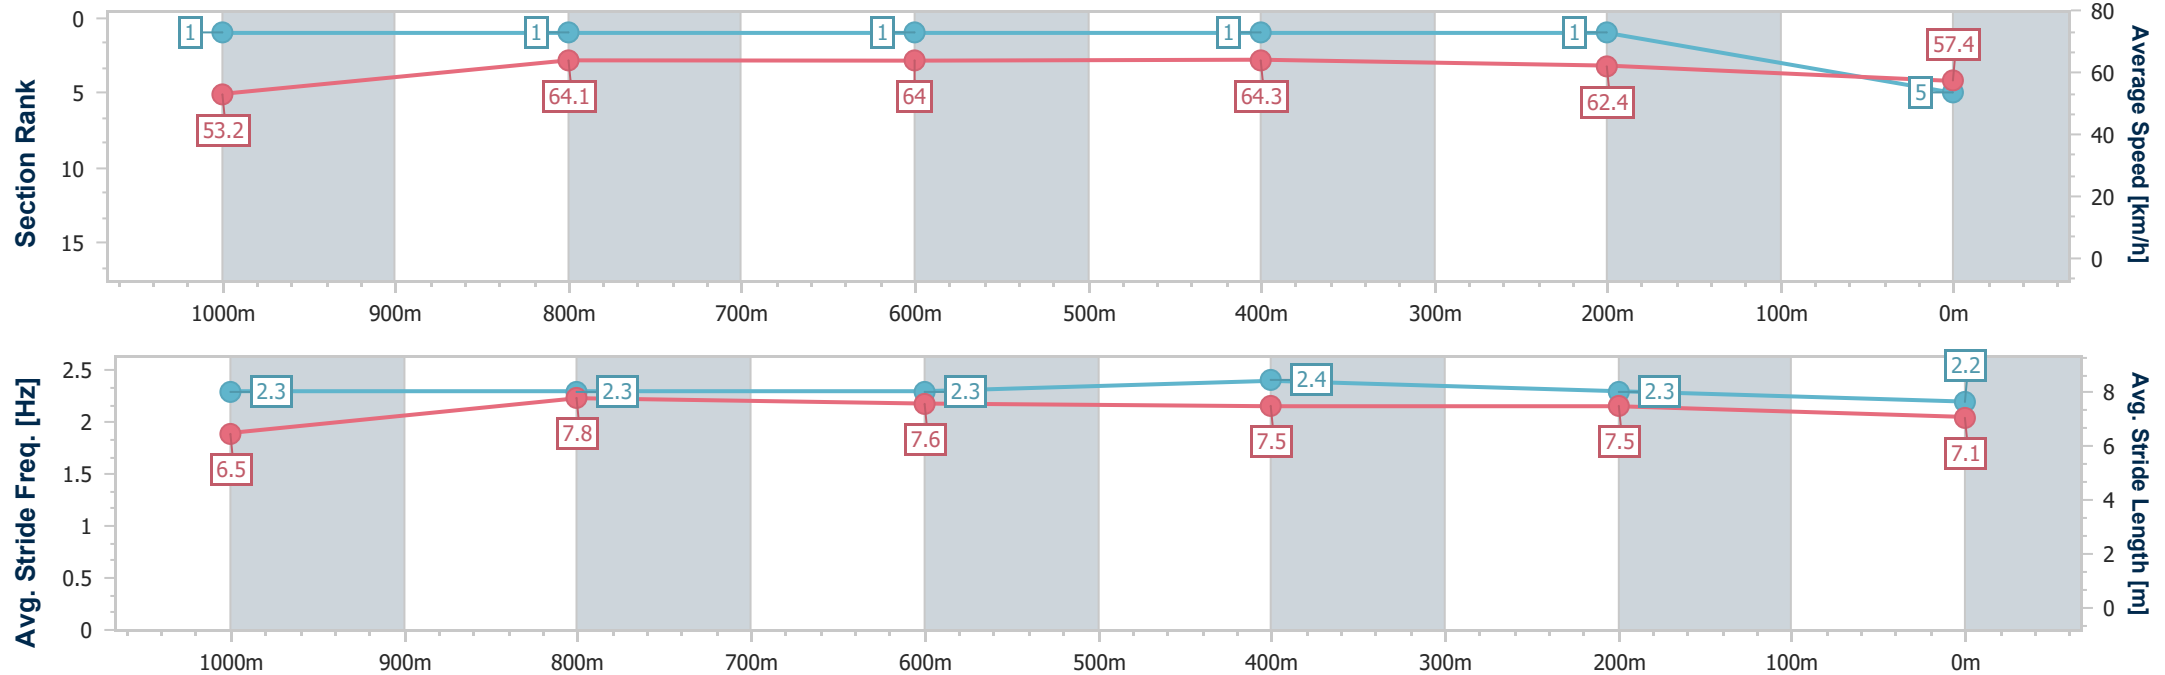 Section Rank
0
5
10
15
1
1
1
1
1
5
53.2
64.1
64
64.3
62.4
57.4
80
60
40
20
0
Average Speed [km/h]
1000m
900m
800m
700m
600m
500m
400m
300m
200m
100m
0m
Avg. Stride Freq. [Hz]
2.5
2
1.5
1
0.5
0
2.3
2.3
2.3
2.4
2.3
2.2
6.5
7.8
7.6
7.5
7.5
7.1
8
6
4
2
0
Avg. Stride Length [m]
1000m
900m
800m
700m
600m
500m
400m
300m
200m
100m
0m